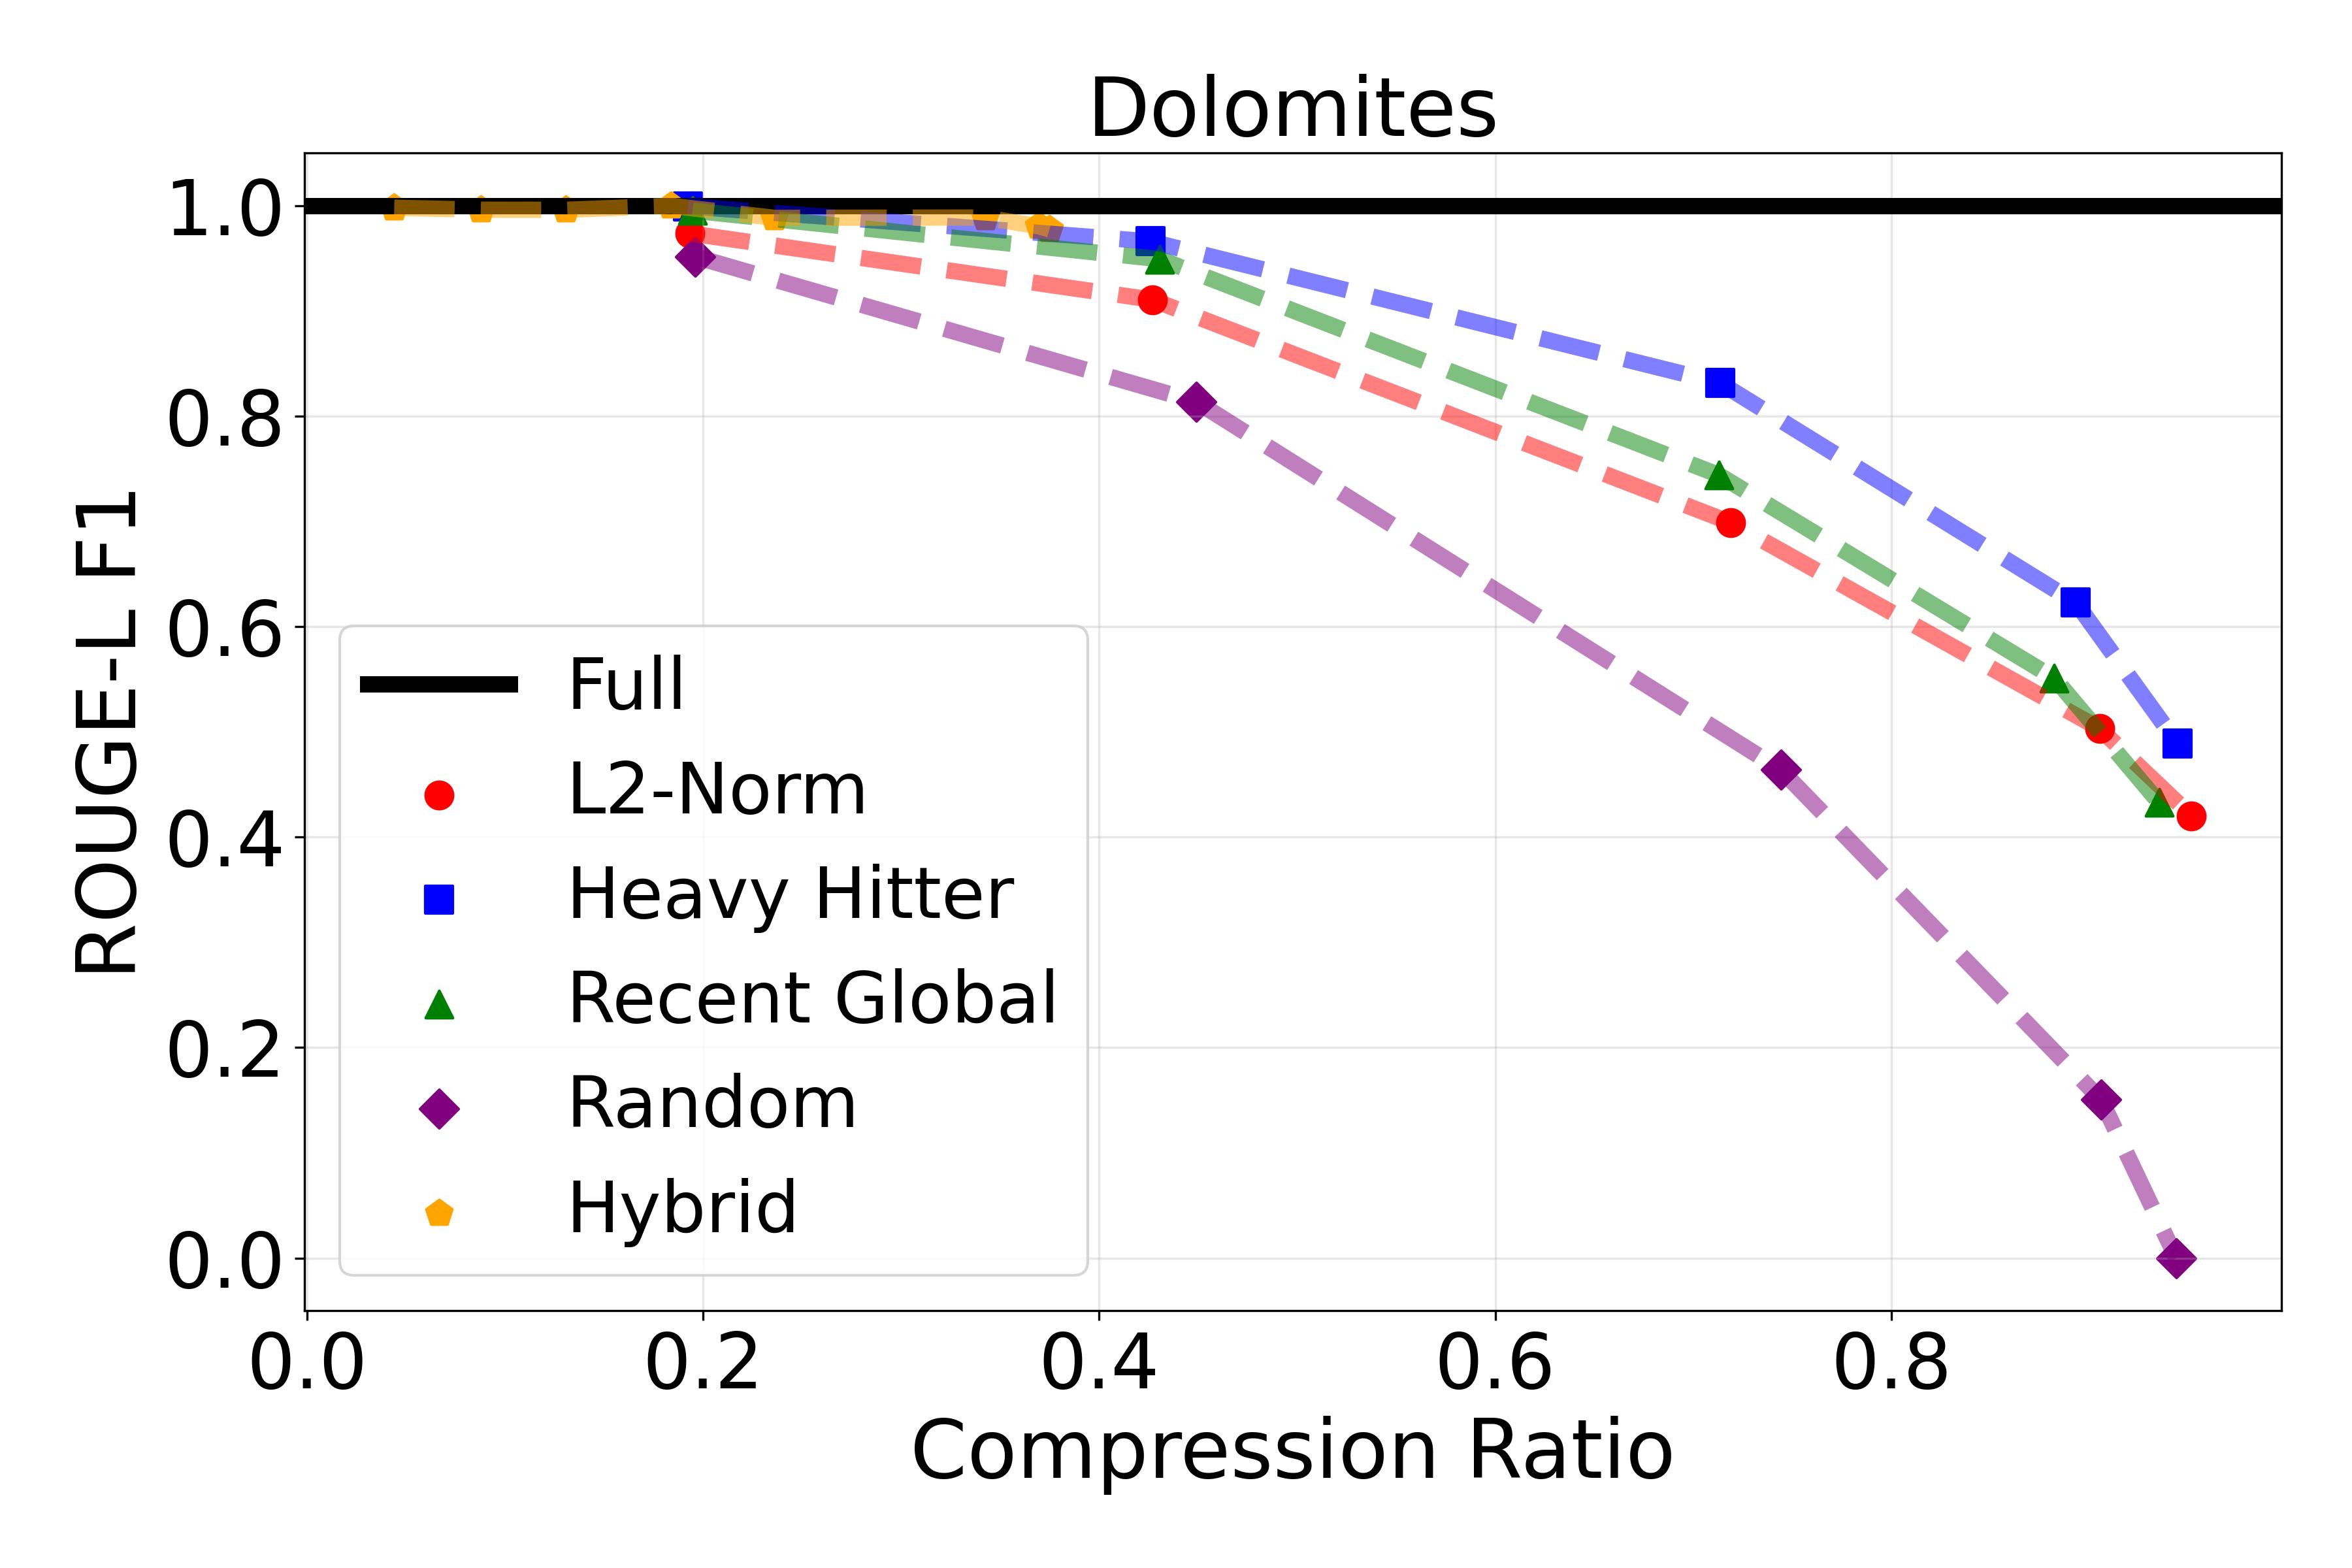 Dolomites
ROUGE-L F1
1.0
0.8
0.6
0.4
0.2
0.0
Full
L2-Norm
Heavy Hitter
Recent Global
Random
Hybrid
0.0 0.2 0.4 0.6 0.8
Compression Ratio